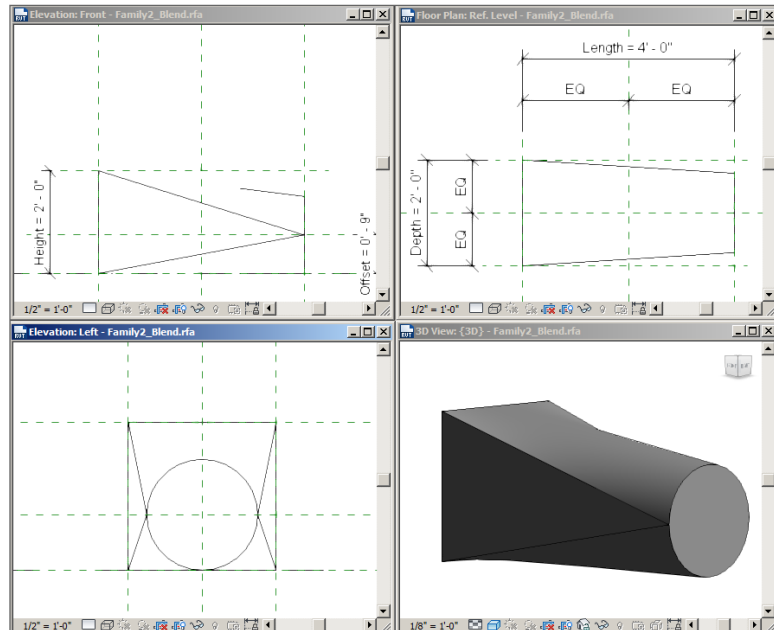 Elevation: Front - Family2_Blend.rfa
Height = 2' - 0"
Offset = 0' - 9"
1/2" = 1'-0"
Floor Plan: Ref. Level - Family2_Blend.rfa
Length = 4' - 0"
EQ EQ
Depth = 2' - 0"
EQ
EQ
1/2" = 1'-0"
Elevation: Left - Family2_Blend.rfa
1/2" = 1'-0"
3D View: {3D} - Family2_Blend.rfa
1/8" = 1'-0"